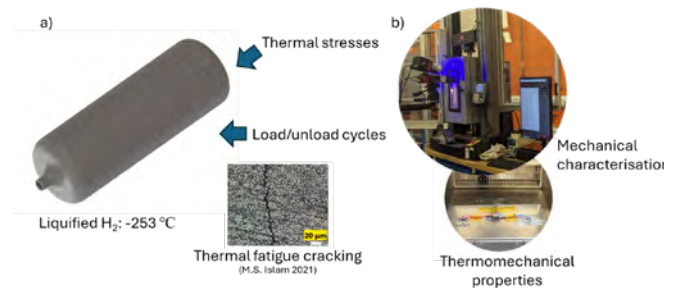 a)
Thermal stresses
Load/unload cycles
Liquified H₂: -253 °C
20 µm
Thermal fatigue cracking
(M.S. Islam 2021)
b)
Mechanical
characterisation
Thermomechanical
properties